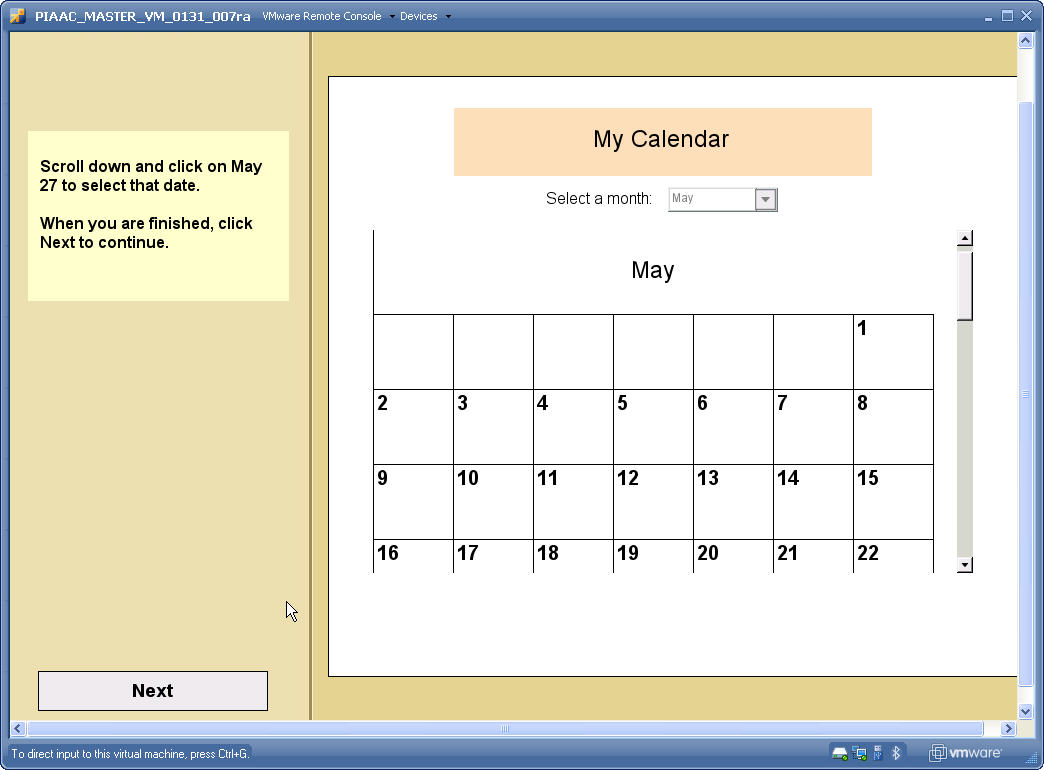 PIAAC_MASTER_VM_0131_007ra VMware Remote Console Devices
Scroll down and click on May
27 to select that date.
When you are finished, click
Next to continue.
Next
My Calendar
Select a month: May
May
1
2 3 4 5 6 7 8
9 10 11 12 13 14 15
16 17 18 19 20 21 22
To direct input to this virtual machine, press Ctrl+G.
vmware